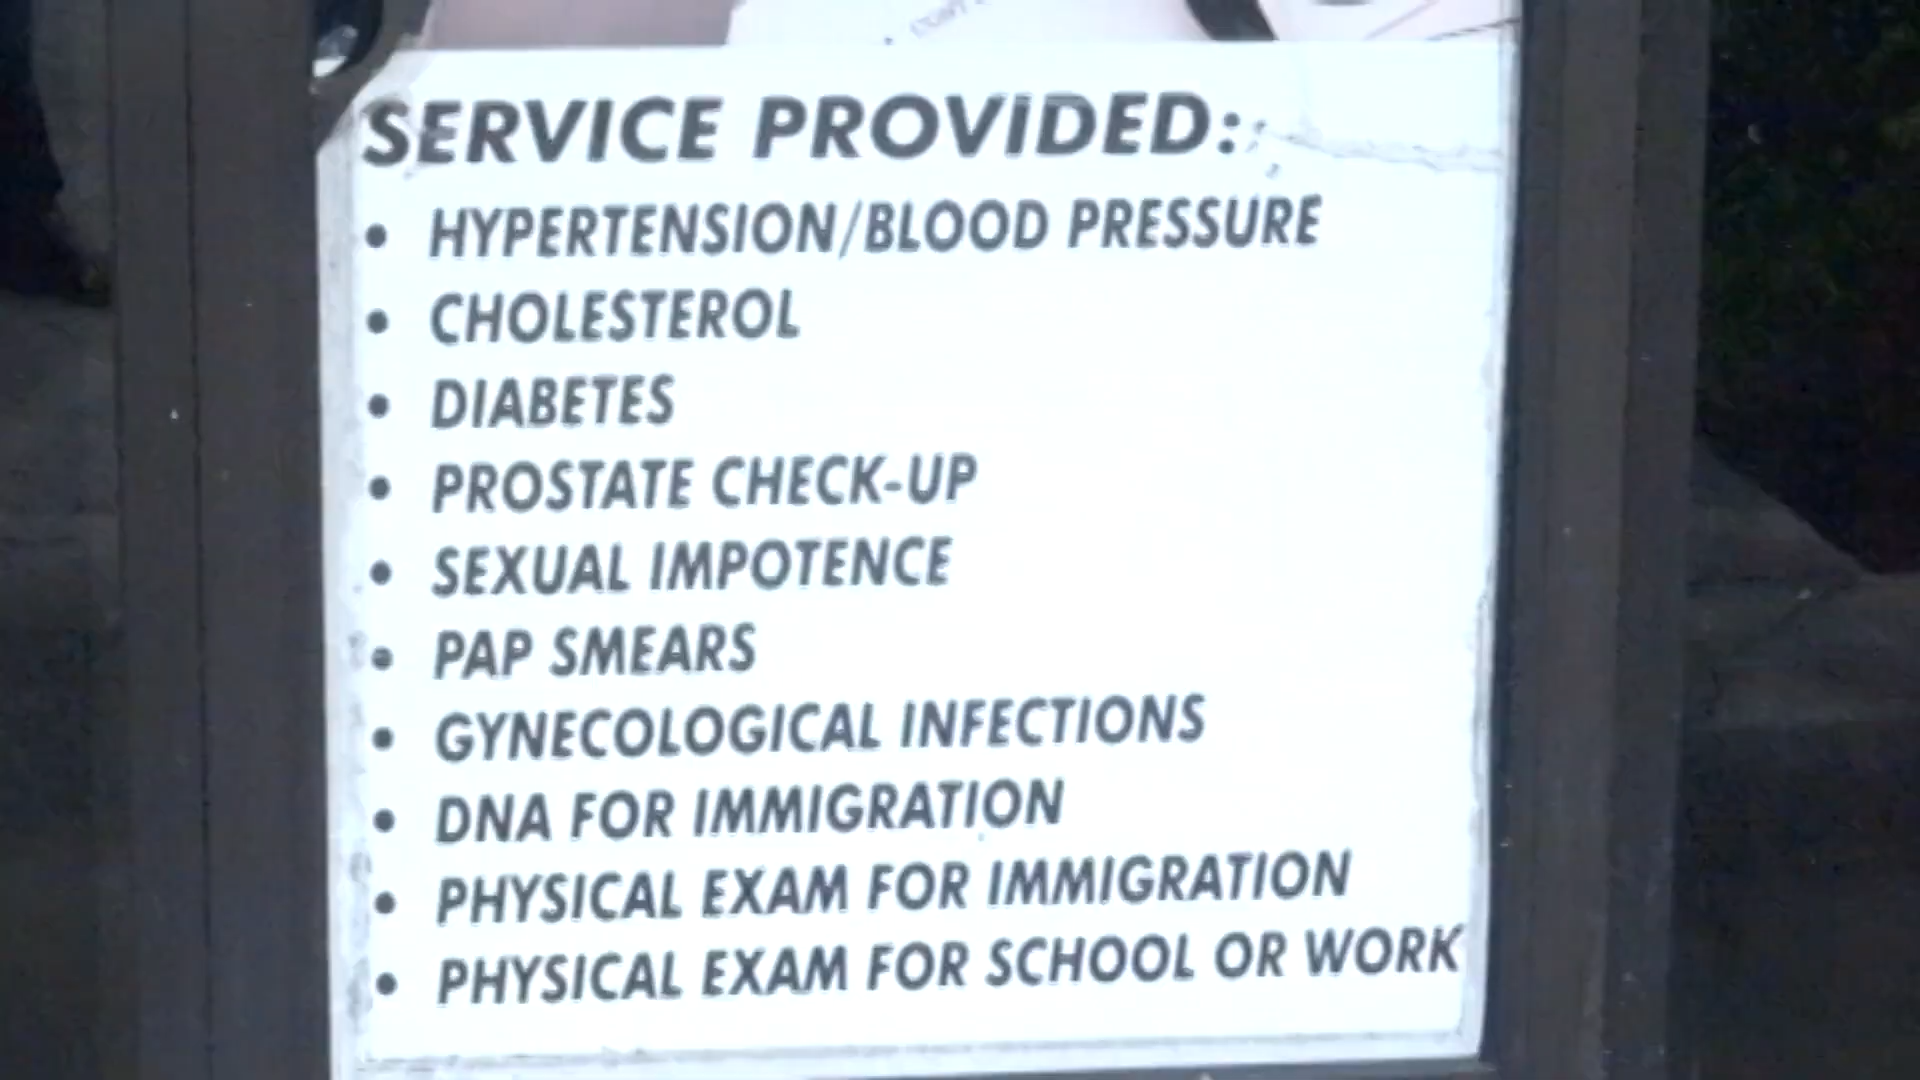 SERVICE PROVIDED:
• HYPERTENSION/BLOOD PRESSURE
• CHOLESTEROL
• DIABETES
• PROSTATE CHECK-UP
• SEXUAL IMPOTENCE
• PAP SMEARS
• GYNECOLOGICAL INFECTIONS
• DNA FOR IMMIGRATION
• PHYSICAL EXAM FOR IMMIGRATION
• PHYSICAL EXAM FOR SCHOOL OR WORK